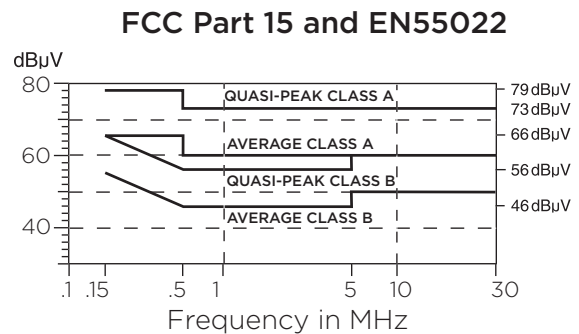 FCC Part 15 and EN55022
dBµV
80
QUASI-PEAK CLASS A
79dBµV
73dBµV
AVERAGE CLASS A
66dBµV
60
QUASI-PEAK CLASS B
56dBµV
AVERAGE CLASS B
46dBµV
40
.1 .15 .5 1 5 10 30
Frequency in MHz